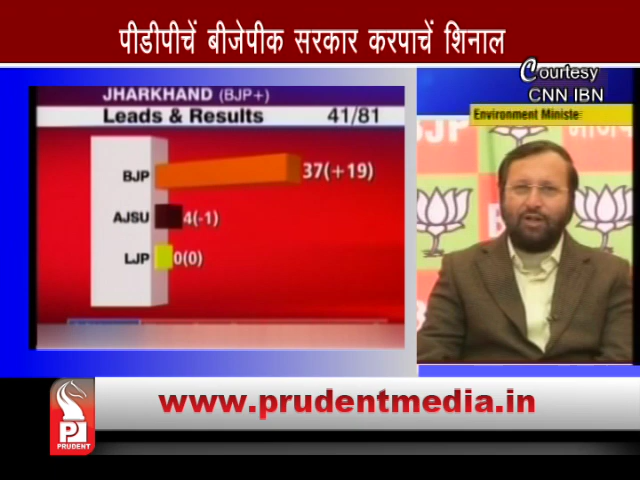 पीडीपीचें बीजेपीक सरकार करपाचें शिनाल
Courtesy
CNN IBN
JHARKHAND (BJP+)
Leads & Results 41/81
BJP 37(+19)
AJSU 4(-1)
LJP 0(0)
Environment Ministe
BJP
www.prudentmedia.in
PRUDENT